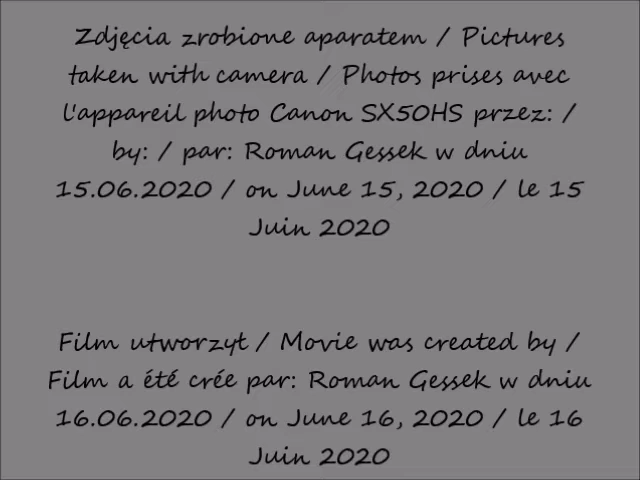 Zdjęcia zrobione aparatem / Pictures
taken with camera / Photos prises avec
l'appareil photo Canon SX50HS przez: /
by: / par: Roman Gessek w dniu
15.06.2020 / on June 15, 2020 / le 15
Juin 2020
Film utworzył / Movie was created by /
Film a été crée par: Roman Gessek w dniu
16.06.2020 / on June 16, 2020 / le 16
Juin 2020